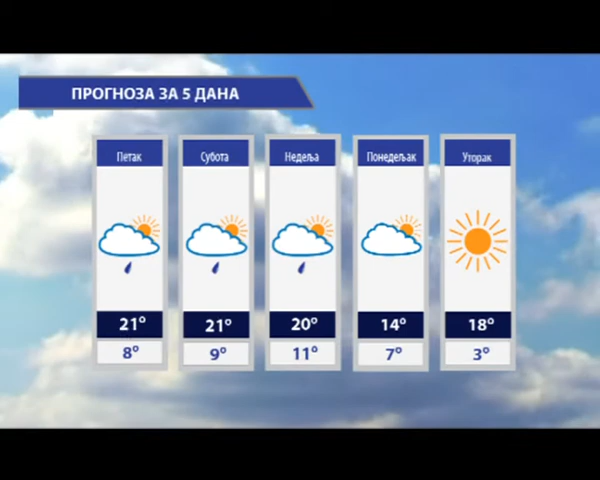 ПРОГНОЗА ЗА 5 ДАНА
Петак
Субота
Недеља
Понедељак
Уторак
21° 21° 20° 14° 18°
8° 9° 11° 7° 3°